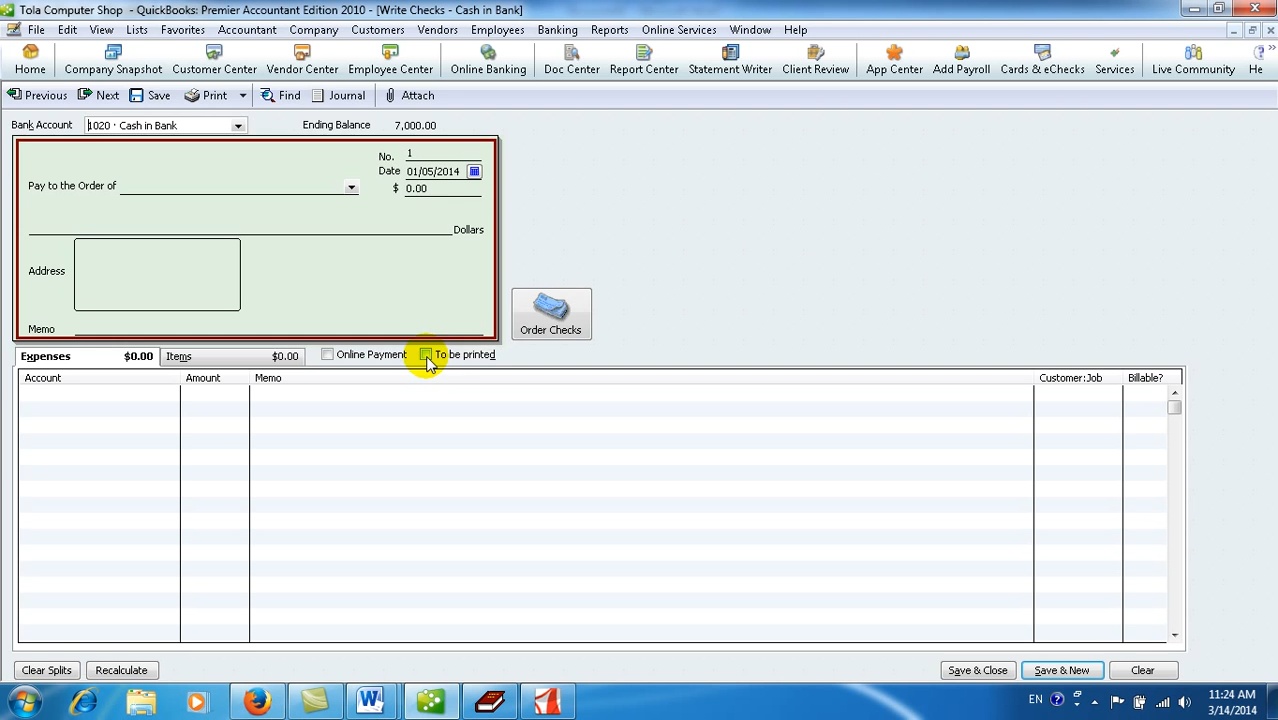 Tola Computer Shop - QuickBooks: Premier Accountant Edition 2010 - [Write Checks - Cash in Bank]
File Edit View Lists Favorites Accountant Company Customers Vendors Employees Banking Reports Online Services Window Help
Home Company Snapshot Customer Center Vendor Center Employee Center Online Banking Doc Center Report Center Statement Writer Client Review App Center Add Payroll Cards & eChecks Services Live Community He
Previous Next Save Print Find Journal Attach
Bank Account 1020 · Cash in Bank Ending Balance 7,000.00
No. 1
Date 01/05/2014
Pay to the Order of $ 0.00
Dollars
Address
Memo
Order Checks
Expenses $0.00 Items $0.00 Online Payment To be printed
Account Amount Memo Customer:Job Billable?
Clear Splits Recalculate Save & Close Save & New Clear
EN 11:24 AM
3/14/2014